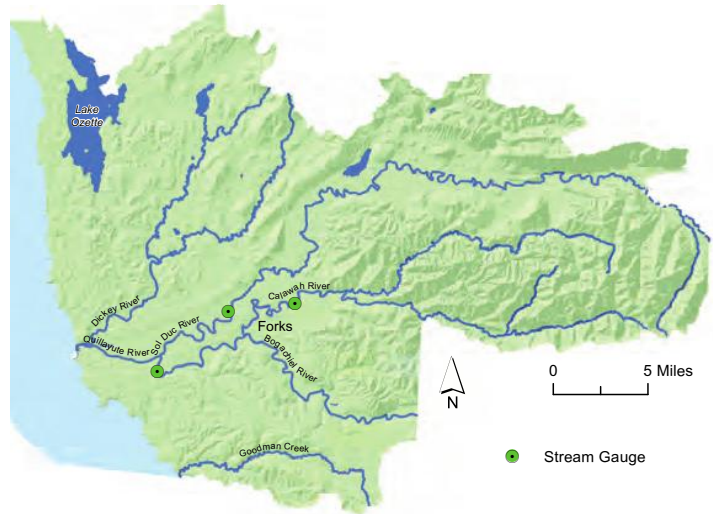 Lake
Ozette
Dickey River
Quillayute River
Sol Duc River
Calawah River
Forks
Bogachiel River
Goodman Creek
N
0 5 Miles
Stream Gauge